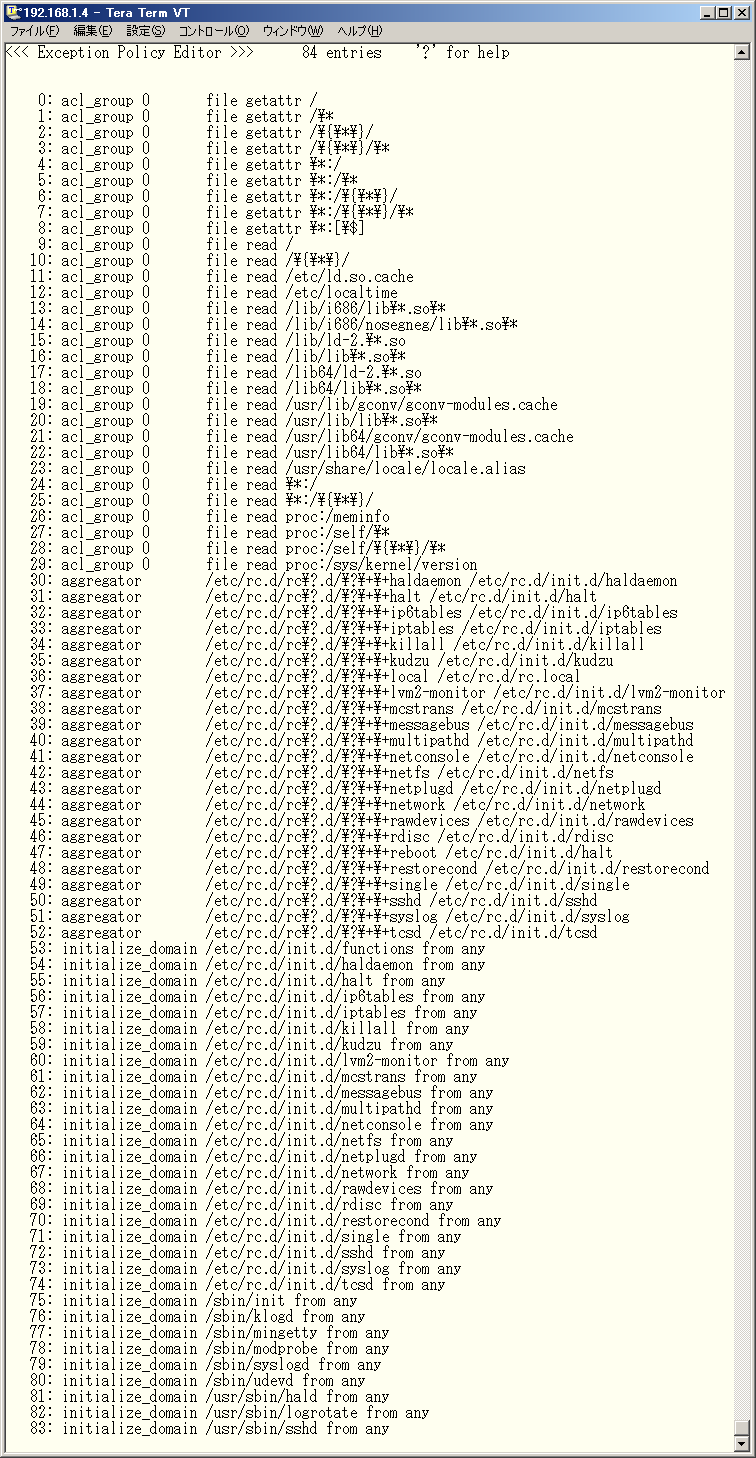 192.168.1.4 - Tera Term VT
ファイル(F) 編集(E) 設定(S) コントロール(O) ウィンドウ(W) ヘルプ(H)
<<< Exception Policy Editor >>>      84 entries    '?' for help
0: acl_group 0       file getattr /
1: acl_group 0       file getattr /¥*
2: acl_group 0       file getattr /¥{¥*¥}/
3: acl_group 0       file getattr /¥{¥*¥}/¥*
4: acl_group 0       file getattr ¥*:/
5: acl_group 0       file getattr ¥*:/¥*
6: acl_group 0       file getattr ¥*:/¥{¥*¥}/
7: acl_group 0       file getattr ¥*:/¥{¥*¥}/¥*
8: acl_group 0       file getattr ¥*:[¥$]
9: acl_group 0       file read /
10: acl_group 0       file read /¥{¥*¥}/
11: acl_group 0       file read /etc/ld.so.cache
12: acl_group 0       file read /etc/localtime
13: acl_group 0       file read /lib/i686/lib¥*.so¥*
14: acl_group 0       file read /lib/i686/nosegneg/lib¥*.so¥*
15: acl_group 0       file read /lib/ld-2.¥*.so
16: acl_group 0       file read /lib/lib¥*.so¥*
17: acl_group 0       file read /lib64/ld-2.¥*.so
18: acl_group 0       file read /lib64/lib¥*.so¥*
19: acl_group 0       file read /usr/lib/gconv/gconv-modules.cache
20: acl_group 0       file read /usr/lib/lib¥*.so¥*
21: acl_group 0       file read /usr/lib64/gconv/gconv-modules.cache
22: acl_group 0       file read /usr/lib64/lib¥*.so¥*
23: acl_group 0       file read /usr/share/locale/locale.alias
24: acl_group 0       file read ¥*:/
25: acl_group 0       file read ¥*:/¥{¥*¥}/
26: acl_group 0       file read proc:/meminfo
27: acl_group 0       file read proc:/self/¥*
28: acl_group 0       file read proc:/self/¥{¥*¥}/¥*
29: acl_group 0       file read proc:/sys/kernel/version
30: aggregator        /etc/rc.d/rc¥?.d/¥?¥+¥+haldaemon /etc/rc.d/init.d/haldaemon
31: aggregator        /etc/rc.d/rc¥?.d/¥?¥+¥+halt /etc/rc.d/init.d/halt
32: aggregator        /etc/rc.d/rc¥?.d/¥?¥+¥+ip6tables /etc/rc.d/init.d/ip6tables
33: aggregator        /etc/rc.d/rc¥?.d/¥?¥+¥+iptables /etc/rc.d/init.d/iptables
34: aggregator        /etc/rc.d/rc¥?.d/¥?¥+¥+killall /etc/rc.d/init.d/killall
35: aggregator        /etc/rc.d/rc¥?.d/¥?¥+¥+kudzu /etc/rc.d/init.d/kudzu
36: aggregator        /etc/rc.d/rc¥?.d/¥?¥+¥+local /etc/rc.d/rc.local
37: aggregator        /etc/rc.d/rc¥?.d/¥?¥+¥+lvm2-monitor /etc/rc.d/init.d/lvm2-monitor
38: aggregator        /etc/rc.d/rc¥?.d/¥?¥+¥+mcstrans /etc/rc.d/init.d/mcstrans
39: aggregator        /etc/rc.d/rc¥?.d/¥?¥+¥+messagebus /etc/rc.d/init.d/messagebus
40: aggregator        /etc/rc.d/rc¥?.d/¥?¥+¥+multipathd /etc/rc.d/init.d/multipathd
41: aggregator        /etc/rc.d/rc¥?.d/¥?¥+¥+netconsole /etc/rc.d/init.d/netconsole
42: aggregator        /etc/rc.d/rc¥?.d/¥?¥+¥+netfs /etc/rc.d/init.d/netfs
43: aggregator        /etc/rc.d/rc¥?.d/¥?¥+¥+netplugd /etc/rc.d/init.d/netplugd
44: aggregator        /etc/rc.d/rc¥?.d/¥?¥+¥+network /etc/rc.d/init.d/network
45: aggregator        /etc/rc.d/rc¥?.d/¥?¥+¥+rawdevices /etc/rc.d/init.d/rawdevices
46: aggregator        /etc/rc.d/rc¥?.d/¥?¥+¥+rdisc /etc/rc.d/init.d/rdisc
47: aggregator        /etc/rc.d/rc¥?.d/¥?¥+¥+reboot /etc/rc.d/init.d/halt
48: aggregator        /etc/rc.d/rc¥?.d/¥?¥+¥+restorecond /etc/rc.d/init.d/restorecond
49: aggregator        /etc/rc.d/rc¥?.d/¥?¥+¥+single /etc/rc.d/init.d/single
50: aggregator        /etc/rc.d/rc¥?.d/¥?¥+¥+sshd /etc/rc.d/init.d/sshd
51: aggregator        /etc/rc.d/rc¥?.d/¥?¥+¥+syslog /etc/rc.d/init.d/syslog
52: aggregator        /etc/rc.d/rc¥?.d/¥?¥+¥+tcsd /etc/rc.d/init.d/tcsd
53: initialize_domain /etc/rc.d/init.d/functions from any
54: initialize_domain /etc/rc.d/init.d/haldaemon from any
55: initialize_domain /etc/rc.d/init.d/halt from any
56: initialize_domain /etc/rc.d/init.d/ip6tables from any
57: initialize_domain /etc/rc.d/init.d/iptables from any
58: initialize_domain /etc/rc.d/init.d/killall from any
59: initialize_domain /etc/rc.d/init.d/kudzu from any
60: initialize_domain /etc/rc.d/init.d/lvm2-monitor from any
61: initialize_domain /etc/rc.d/init.d/mcstrans from any
62: initialize_domain /etc/rc.d/init.d/messagebus from any
63: initialize_domain /etc/rc.d/init.d/multipathd from any
64: initialize_domain /etc/rc.d/init.d/netconsole from any
65: initialize_domain /etc/rc.d/init.d/netfs from any
66: initialize_domain /etc/rc.d/init.d/netplugd from any
67: initialize_domain /etc/rc.d/init.d/network from any
68: initialize_domain /etc/rc.d/init.d/rawdevices from any
69: initialize_domain /etc/rc.d/init.d/rdisc from any
70: initialize_domain /etc/rc.d/init.d/restorecond from any
71: initialize_domain /etc/rc.d/init.d/single from any
72: initialize_domain /etc/rc.d/init.d/sshd from any
73: initialize_domain /etc/rc.d/init.d/syslog from any
74: initialize_domain /etc/rc.d/init.d/tcsd from any
75: initialize_domain /sbin/init from any
76: initialize_domain /sbin/klogd from any
77: initialize_domain /sbin/mingetty from any
78: initialize_domain /sbin/modprobe from any
79: initialize_domain /sbin/syslogd from any
80: initialize_domain /sbin/udevd from any
81: initialize_domain /usr/sbin/hald from any
82: initialize_domain /usr/sbin/logrotate from any
83: initialize_domain /usr/sbin/sshd from any